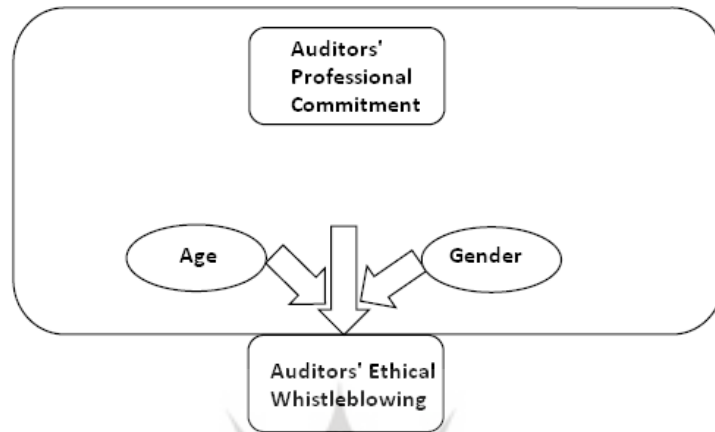 Auditors'
Professional
Commitment
Age
Gender
Auditors' Ethical
Whistleblowing